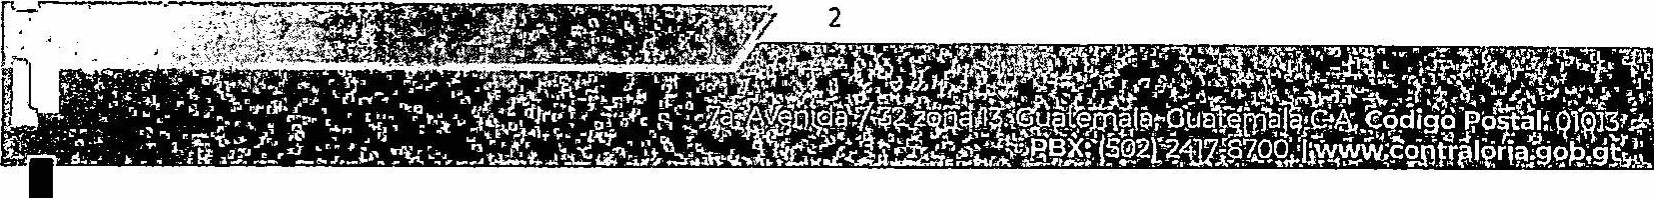 2
7a. Avenida 7-32 zona 13, Guatemala, Guatemala C.A. Código Postal: 01013
PBX: (502) 2417-8700 | www.contraloria.gob.gt